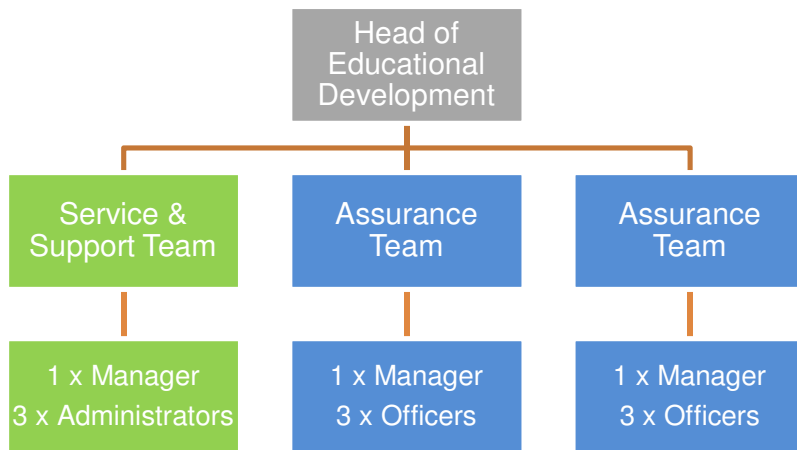 Head of
Educational
Development
Service &
Support Team
Assurance
Team
Assurance
Team
1 x Manager
3 x Administrators
1 x Manager
3 x Officers
1 x Manager
3 x Officers